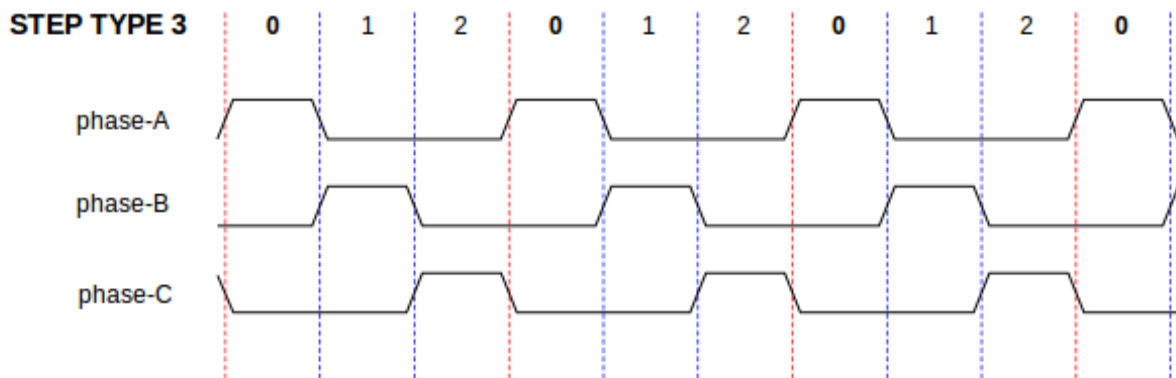 STEP TYPE 3 0 1 2 0 1 2 0 1 2 0
phase-A
phase-B
phase-C